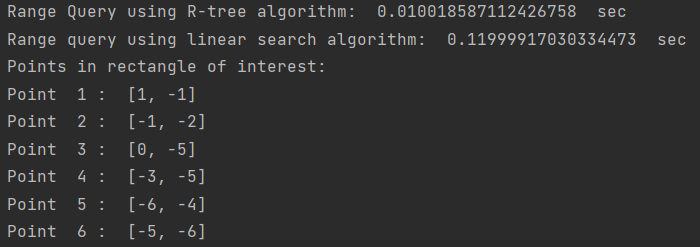 Range Query using R-tree algorithm:  0.010018587112426758  sec
Range query using linear search algorithm:  0.11999917030334473  sec
Points in rectangle of interest:
Point  1 :  [1, -1]
Point  2 :  [-1, -2]
Point  3 :  [0, -5]
Point  4 :  [-3, -5]
Point  5 :  [-6, -4]
Point  6 :  [-5, -6]